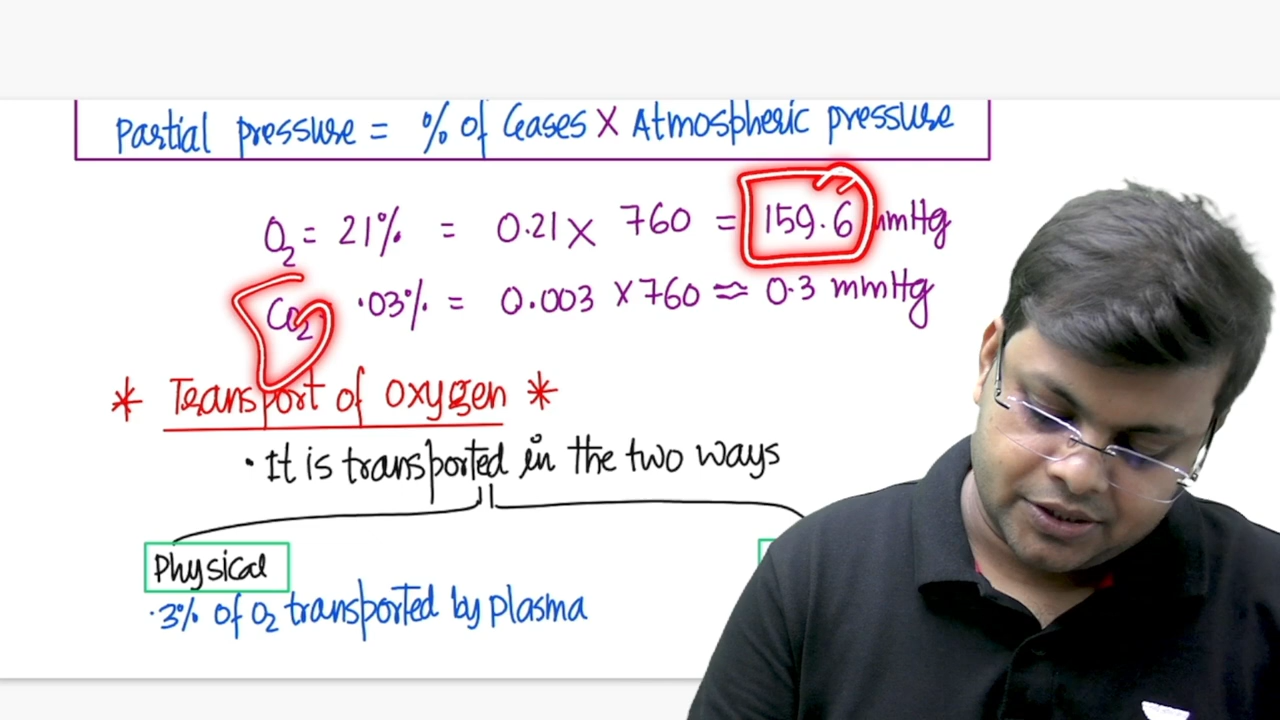 Partial pressure = % of Gases X Atmospheric pressure
O2 = 21% = 0.21 X 760 = 159.6 mmHg
CO2 .03% = 0.003 X 760 ≈ 0.3 mmHg
* Transport of oxygen *
• It is transported in the two ways
Physical
•3% of O2 transported by plasma